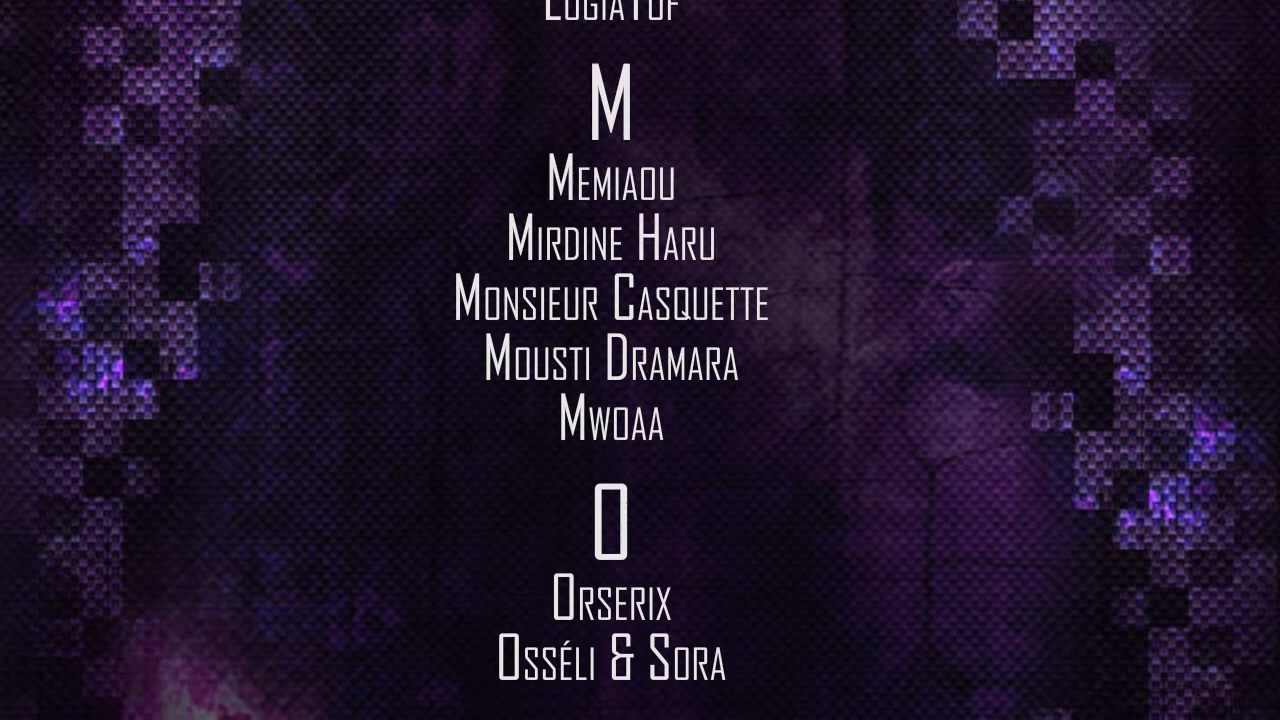 M
Memiaou
Mirdine Haru
Monsieur Casquette
Mousti Dramara
Mwoaa
O
Orserix
Osséli & Sora